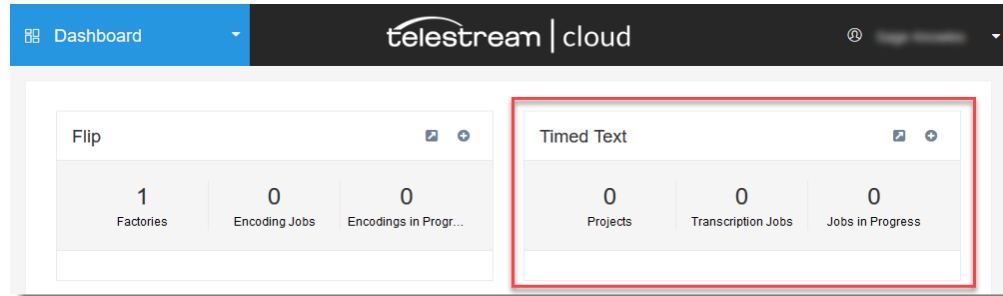 Dashboard
telestream | cloud
Flip
Timed Text
1
0
0
0
0
0
Factories
Encoding Jobs
Encodings in Progr...
Projects
Transcription Jobs
Jobs in Progress